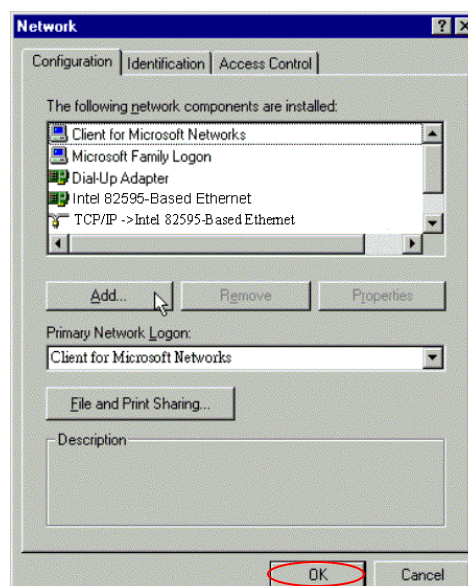 Network
Configuration Identification Access Control
The following network components are installed:
Client for Microsoft Networks
Microsoft Family Logon
Dial-Up Adapter
Intel 82595-Based Ethernet
TCP/IP ->Intel 82595-Based Ethernet
Add... Remove Properties
Primary Network Logon:
Client for Microsoft Networks
File and Print Sharing...
Description
OK Cancel